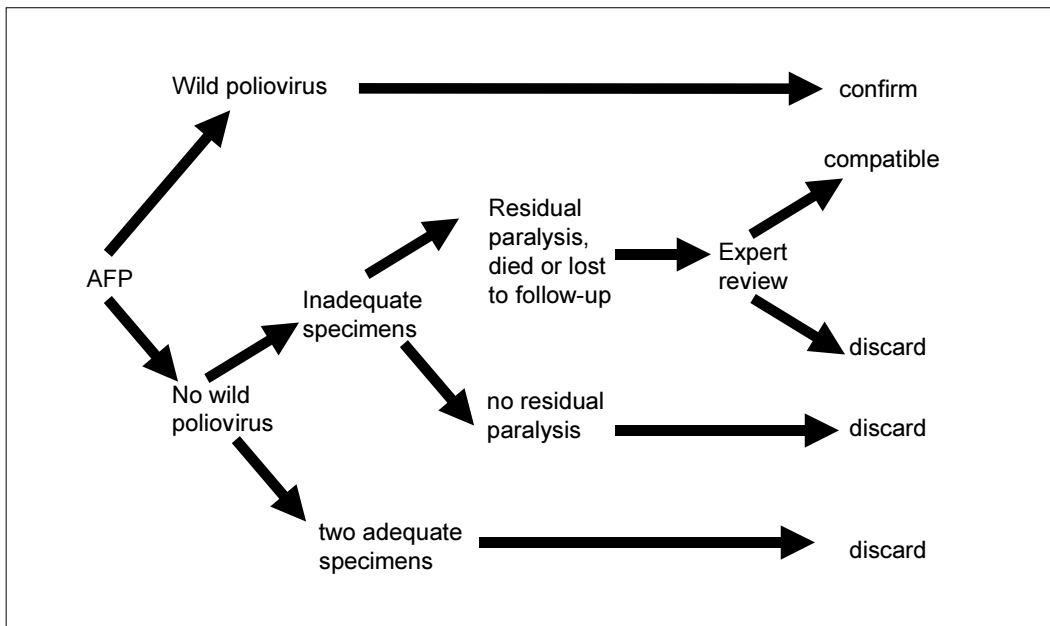 Wild poliovirus
confirm
compatible
Residual
paralysis,
died or lost
to follow-up
Expert
review
AFP
Inadequate
specimens
discard
No wild
poliovirus
no residual
paralysis
discard
two adequate
specimens
discard